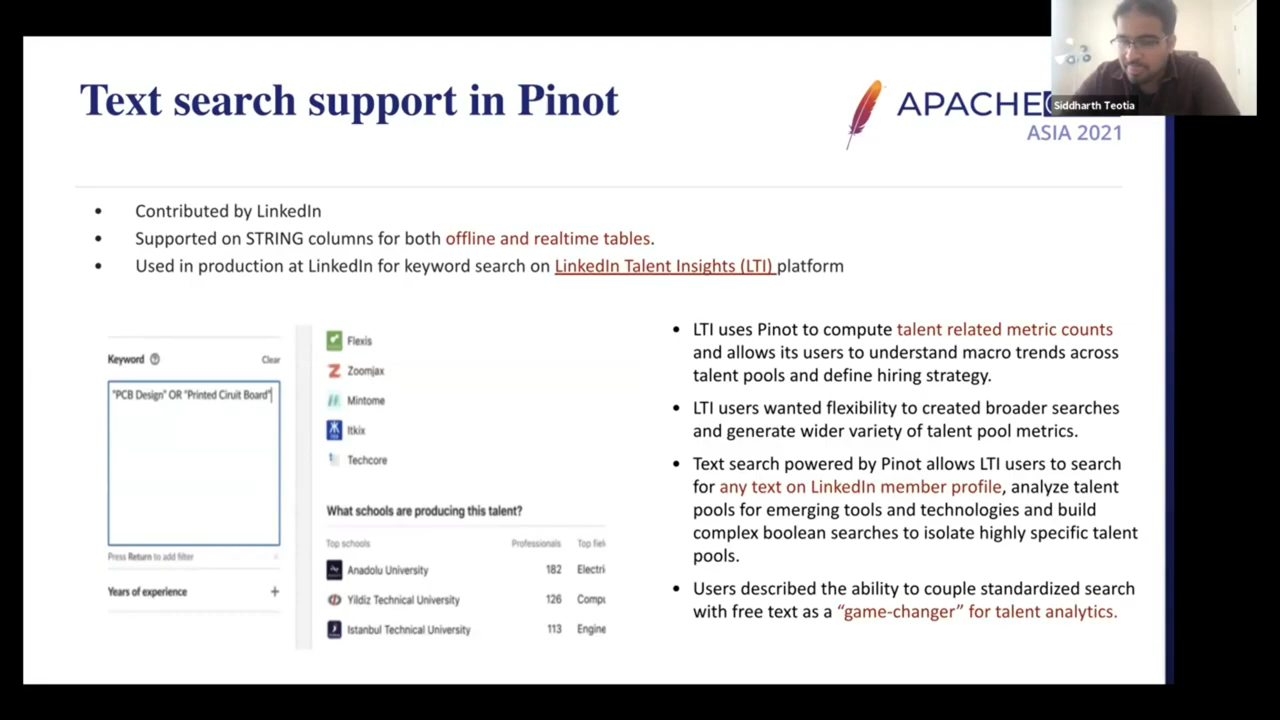 Text search support in Pinot
APACHE
ASIA 2021
Siddharth Teotia
• Contributed by LinkedIn
• Supported on STRING columns for both offline and realtime tables.
• Used in production at LinkedIn for keyword search on LinkedIn Talent Insights (LTI) platform
Keyword
Clear
"PCB Design" OR "Printed Ciruit Board"
Press Return to add filter
Years of experience +
Flexis
Zoomjax
Mintome
Itkix
Techcore
What schools are producing this talent?
Top schools Professionals Top fiel
Anadolu University 182 Electri
Yildiz Technical University 126 Compu
Istanbul Technical University 113 Engine
• LTI uses Pinot to compute talent related metric counts
and allows its users to understand macro trends across
talent pools and define hiring strategy.
• LTI users wanted flexibility to created broader searches
and generate wider variety of talent pool metrics.
• Text search powered by Pinot allows LTI users to search
for any text on LinkedIn member profile, analyze talent
pools for emerging tools and technologies and build
complex boolean searches to isolate highly specific talent
pools.
• Users described the ability to couple standardized search
with free text as a “game-changer” for talent analytics.